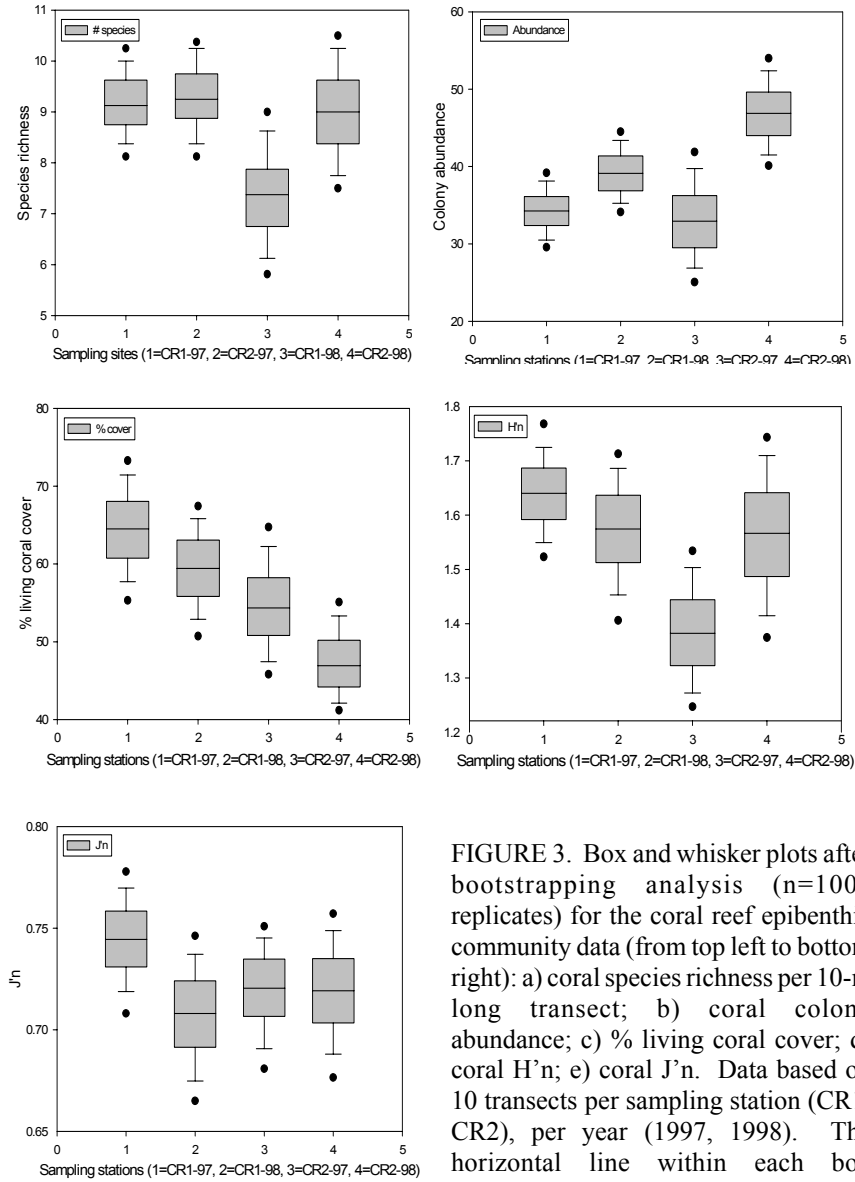 11
10
9
8
7
6
5
# species
Species richness
0 1 2 3 4 5
Sampling sites (1=CR1-97, 2=CR2-97, 3=CR1-98, 4=CR2-98)
60
50
40
30
20
Abundance
Colony abundance
0 1 2 3 4 5
Sampling stations (1=CR1-97, 2=CR1-98, 3=CR2-97, 4=CR2-98)
80
70
60
50
40
% cover
% living coral cover
0 1 2 3 4 5
Sampling stations (1=CR1-97, 2=CR1-98, 3=CR2-97, 4=CR2-98)
1.8
1.7
1.6
1.5
1.4
1.3
1.2
H'n
0 1 2 3 4 5
Sampling stations (1=CR1-97, 2=CR1-98, 3=CR2-97, 4=CR2-98)
0.80
0.75
0.70
0.65
J'n
J'n
0 1 2 3 4 5
Sampling stations (1=CR1-97, 2=CR1-98, 3=CR2-97, 4=CR2-98)
FIGURE 3. Box and whisker plots afte
bootstrapping analysis (n=100
replicates) for the coral reef epibenthi
community data (from top left to bottom
right): a) coral species richness per 10-
long transect; b) coral colon
abundance; c) % living coral cover; d
coral H’n; e) coral J’n. Data based o
10 transects per sampling station (CR1
CR2), per year (1997, 1998). Th
horizontal line within each bo